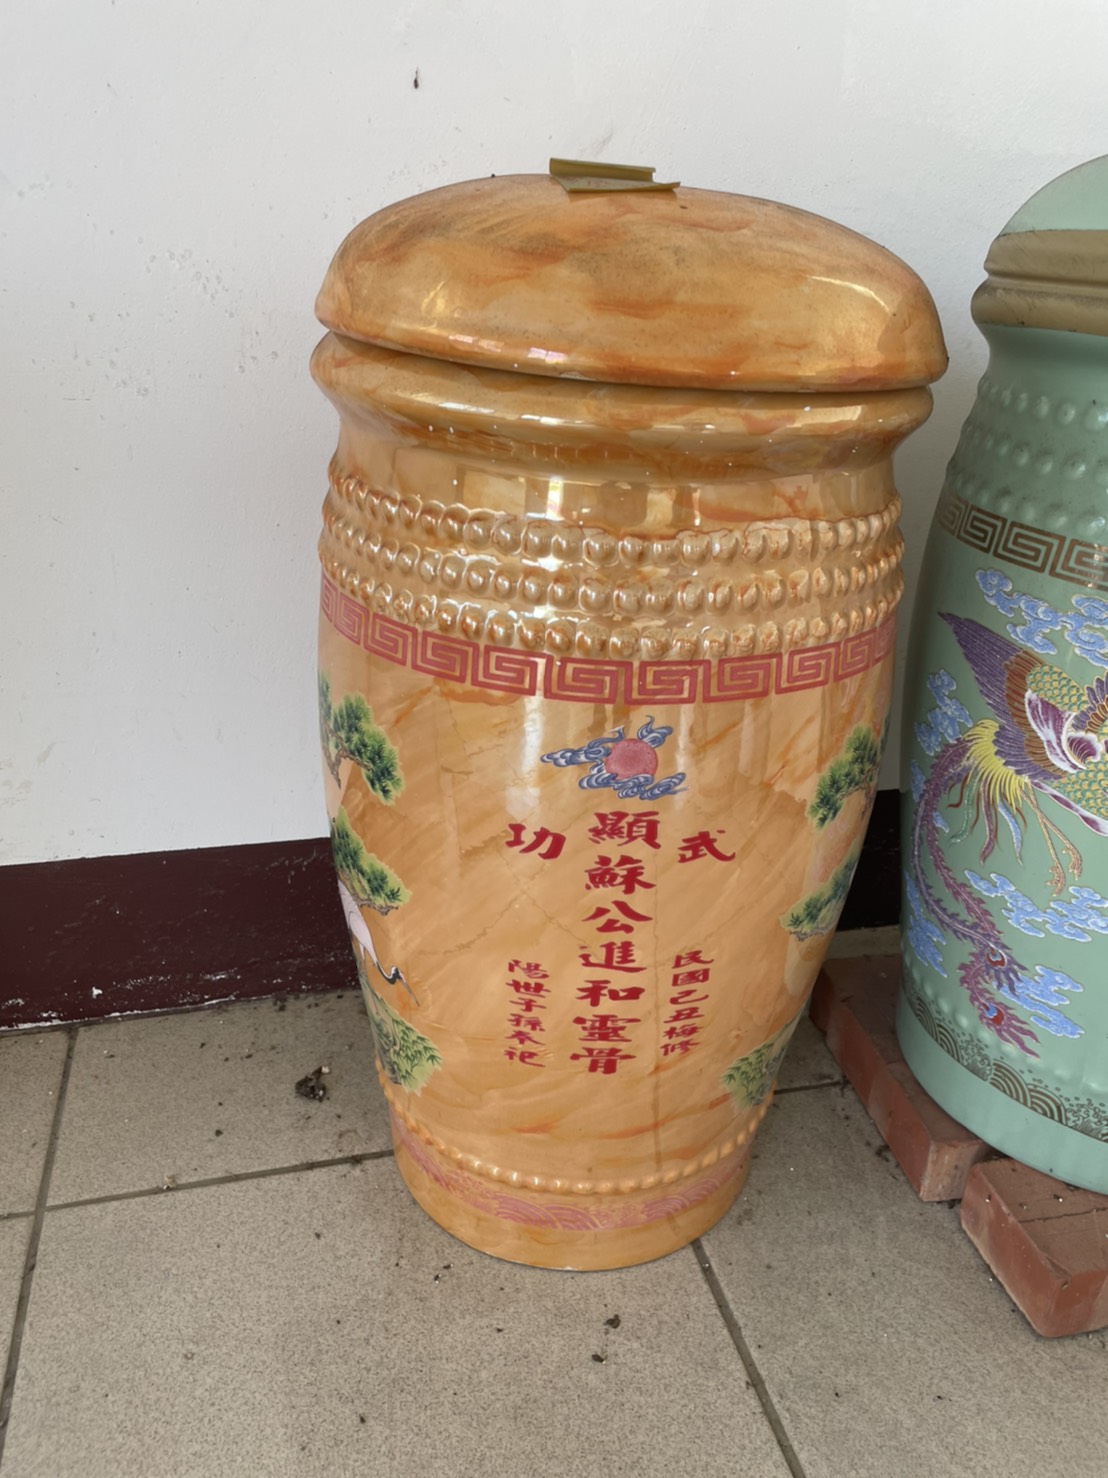 武功
顯蘇公進和靈骨
民國己丑梅修
陽世子孫奉祀